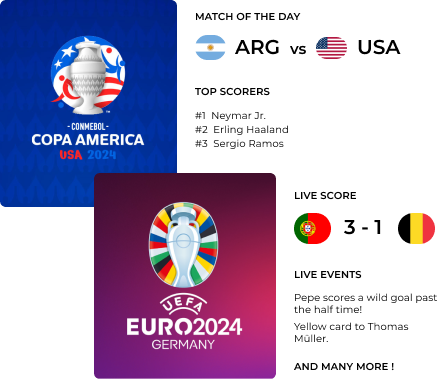 MATCH OF THE DAY
ARG vs USA
TOP SCORERS
#1 Neymar Jr.
#2 Erling Haaland
#3 Sergio Ramos
- CONMEBOL -
COPA AMERICA
USA 2024
LIVE SCORE
3 - 1
LIVE EVENTS
Pepe scores a wild goal past
the half time!
Yellow card to Thomas
Müller.
AND MANY MORE !
UEFA
EURO2024
GERMANY